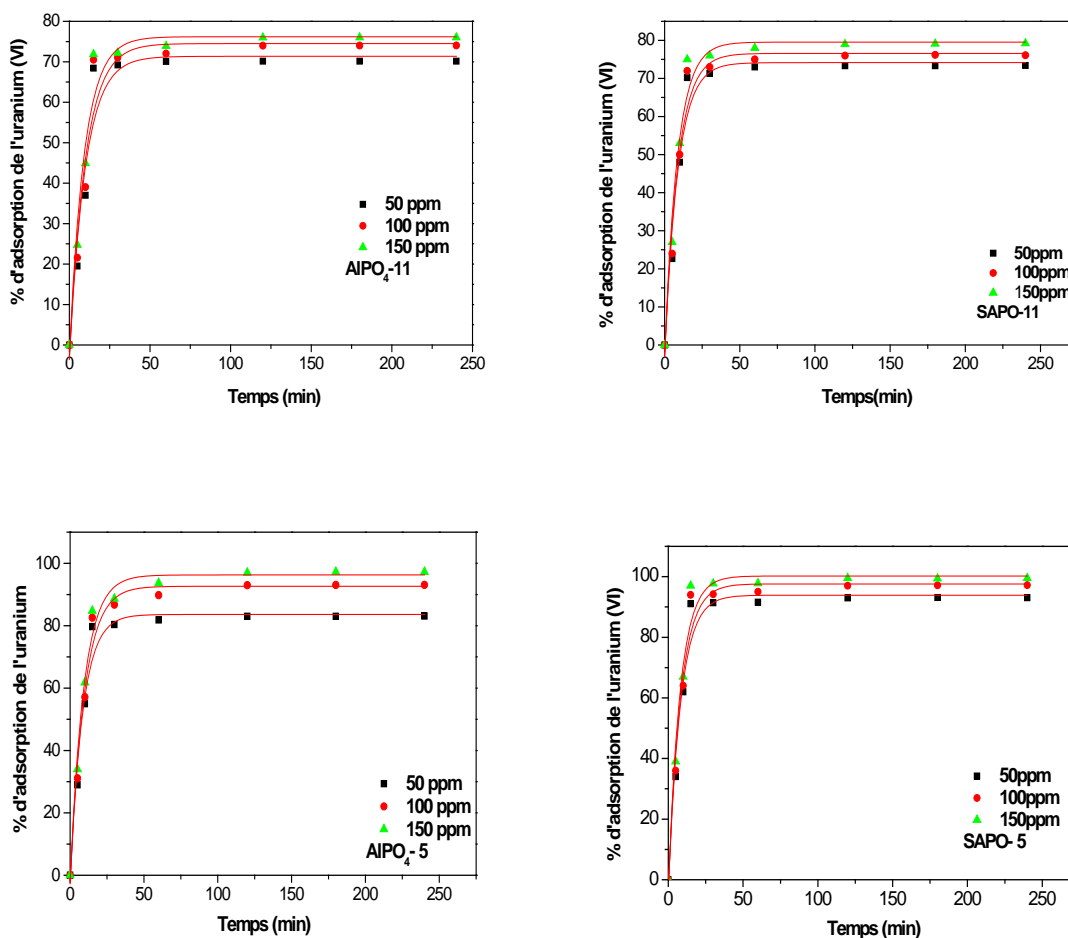 % d'adsorption de l'uranium (VI)
80
70
60
50
40
30
20
10
0
0 50 100 150 200 250
Temps (min)
50 ppm
100 ppm
150 ppm
AlPO4-11
% d'adsorption de l'uranium (VI)
80
70
60
50
40
30
20
10
0
0 50 100 150 200 250
Temps(min)
50ppm
100ppm
150ppm
SAPO-11
% d'adsorption de l'uranium
100
80
60
40
20
0
0 50 100 150 200 250
Temps (min)
50 ppm
100 ppm
150 ppm
AlPO4- 5
% d'adsorption de l'uranium (VI)
100
80
60
40
20
0
0 50 100 150 200 250
Temps (min)
50ppm
100ppm
150ppm
SAPO- 5